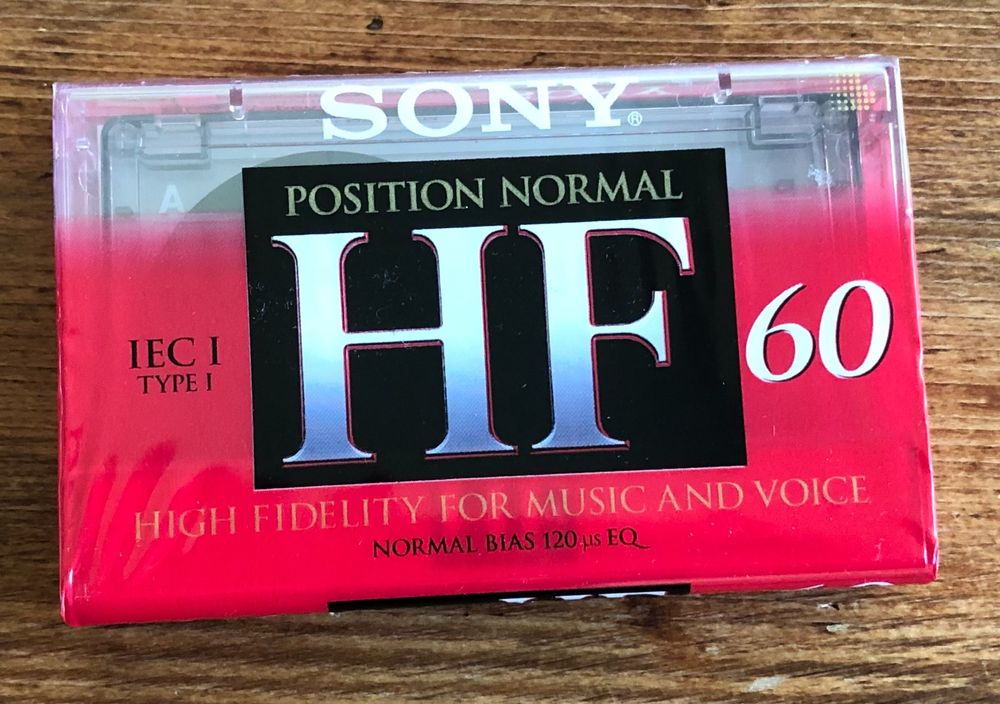 SONY®
A
POSITION NORMAL
HF
60
IEC I
TYPE I
HIGH FIDELITY FOR MUSIC AND VOICE
NORMAL BIAS 120 µs EQ